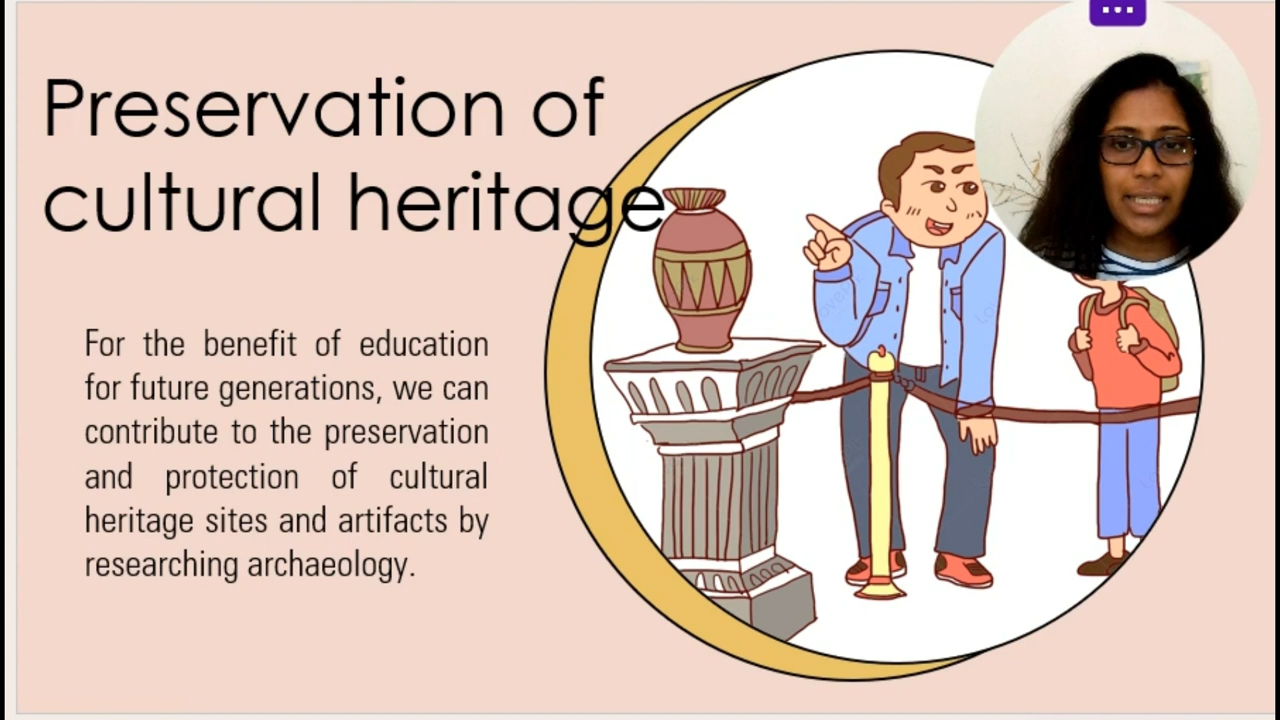 Preservation of
cultural heritage
For the benefit of education
for future generations, we can
contribute to the preservation
and protection of cultural
heritage sites and artifacts by
researching archaeology.